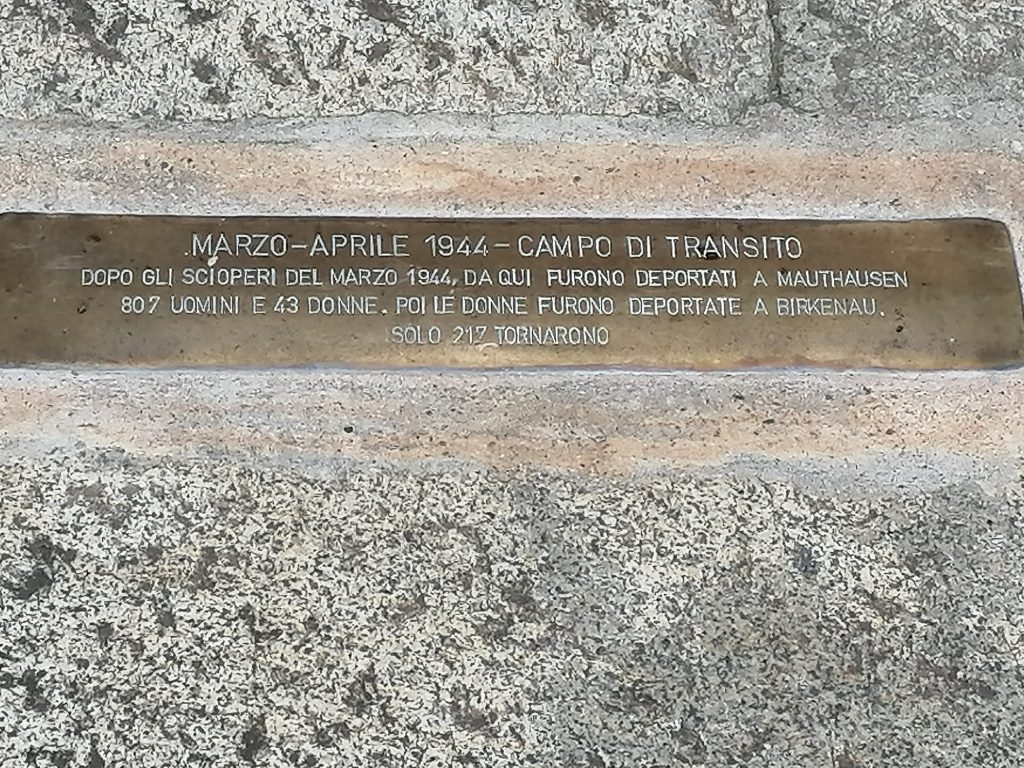 MARZO-APRILE 1944 - CAMPO DI TRANSITO
DOPO GLI SCIOPERI DEL MARZO 1944, DA QUI FURONO DEPORTATI A MAUTHAUSEN
807 UOMINI E 43 DONNE. POI LE DONNE FURONO DEPORTATE A BIRKENAU.
SOLO 217 TORNARONO